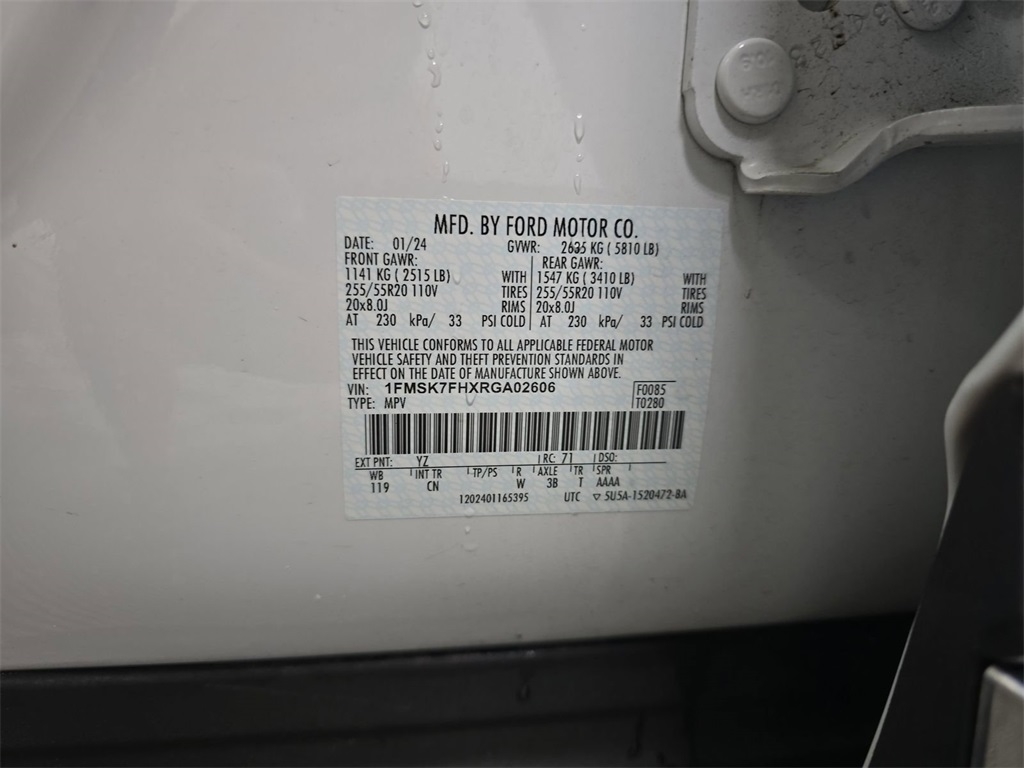 MFD. BY FORD MOTOR CO.
DATE: 01/24 GVWR: 2635 KG ( 5810 LB)
FRONT GAWR: REAR GAWR:
1141 KG ( 2515 LB) WITH 1547 KG ( 3410 LB) WITH
255/55R20 110V TIRES 255/55R20 110V TIRES
20x8.0J RIMS 20x8.0J RIMS
AT 230 kPa/ 33 PSI COLD AT 230 kPa/ 33 PSI COLD
THIS VEHICLE CONFORMS TO ALL APPLICABLE FEDERAL MOTOR
VEHICLE SAFETY AND THEFT PREVENTION STANDARDS IN
EFFECT ON THE DATE OF MANUFACTURE SHOWN ABOVE.
VIN: 1FMSK7FHXRGA02606 F0085
TYPE: MPV T0280
EXT PNT: YZ RC: 71 DSO:
WB INT TR TP/PS R AXLE TR SPR
119 CN W 3B T AAAA
1202401165395 UTC ▽ 5U5A-1520472-BA